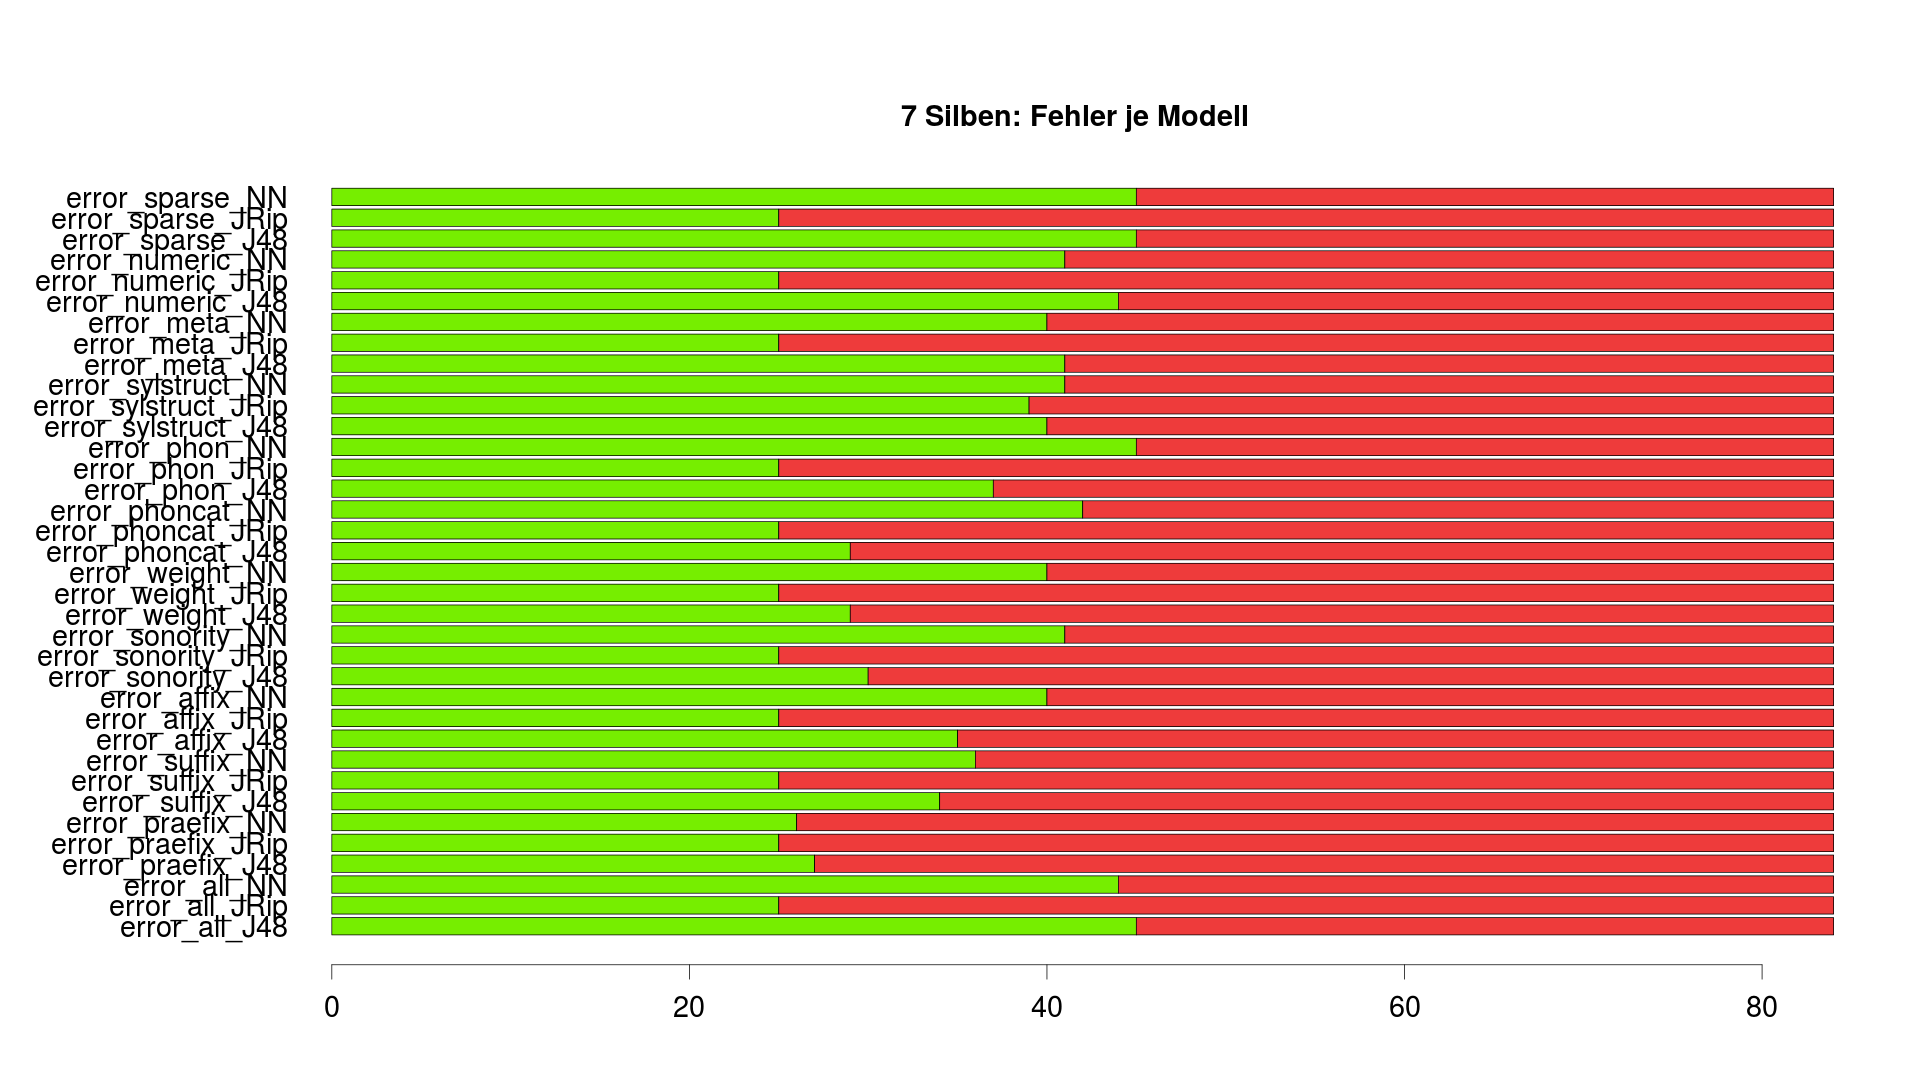 7 Silben: Fehler je Modell
error_sparse_NN
error_sparse_JRip
error_sparse_J48
error_numeric_NN
error_numeric_JRip
error_numeric_J48
error_meta_NN
error_meta_JRip
error_meta_J48
error_sylstruct_NN
error_sylstruct_JRip
error_sylstruct_J48
error_phon_NN
error_phon_JRip
error_phon_J48
error_phoncat_NN
error_phoncat_JRip
error_phoncat_J48
error_weight_NN
error_weight_JRip
error_weight_J48
error_sonority_NN
error_sonority_JRip
error_sonority_J48
error_affix_NN
error_affix_JRip
error_affix_J48
error_suffix_NN
error_suffix_JRip
error_suffix_J48
error_praefix_NN
error_praefix_JRip
error_praefix_J48
error_all_NN
error_all_JRip
error_all_J48
0 20 40 60 80